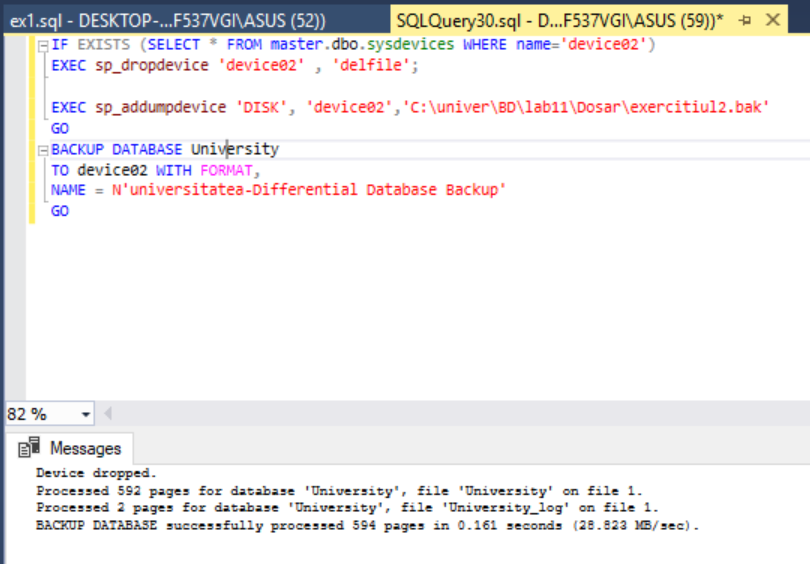 ex1.sql - DESKTOP-...F537VGI\ASUS (52))
SQLQuery30.sql - D...F537VGI\ASUS (59))*
IF EXISTS (SELECT * FROM master.dbo.sysdevices WHERE name='device02')
EXEC sp_dropdevice 'device02' , 'delfile';
EXEC sp_addumpdevice 'DISK', 'device02','C:\univer\BD\lab11\Dosar\exercitiul2.bak'
GO
BACKUP DATABASE University
TO device02 WITH FORMAT,
NAME = N'universitatea-Differential Database Backup'
GO
82 %
Messages
Device dropped.
Processed 592 pages for database 'University', file 'University' on file 1.
Processed 2 pages for database 'University', file 'University_log' on file 1.
BACKUP DATABASE successfully processed 594 pages in 0.161 seconds (28.823 MB/sec).